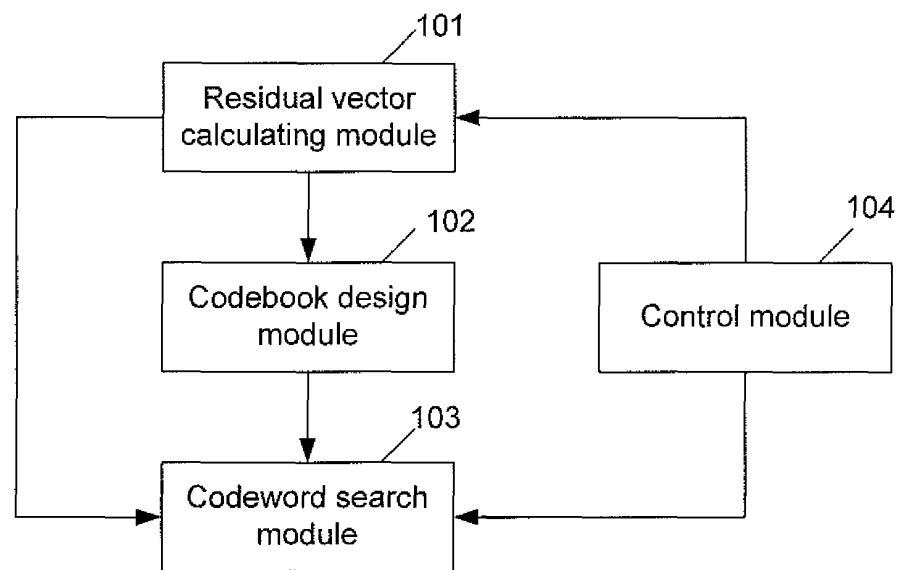 101
Residual vector
calculating module
102
Codebook design
module
104
Control module
103
Codeword search
module